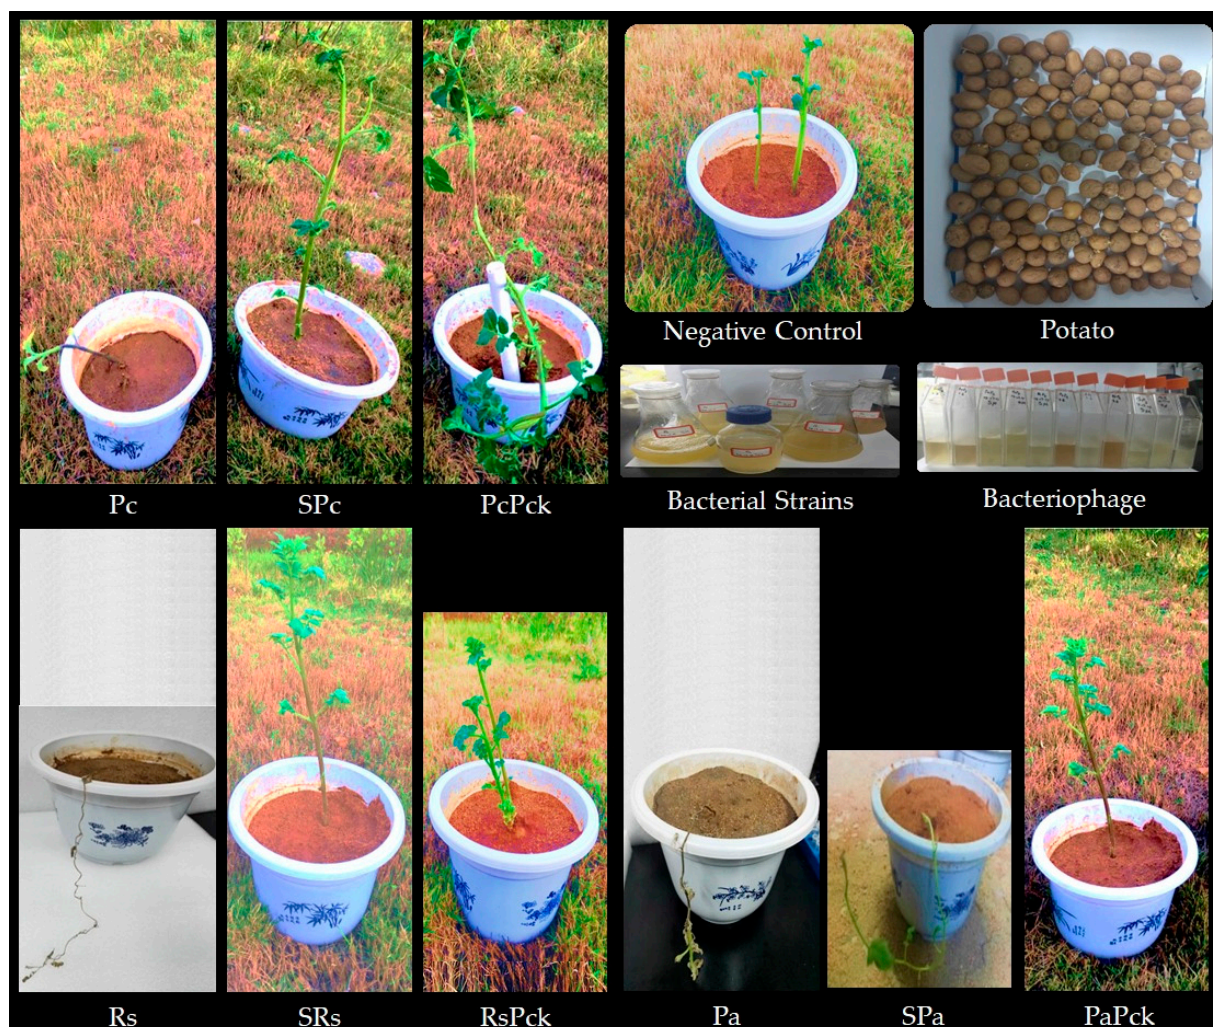 Negative Control
Potato
Pc
SPc
PcPck
Bacterial Strains
Bacteriophage
Rs
SRs
RsPck
Pa
SPa
PaPck